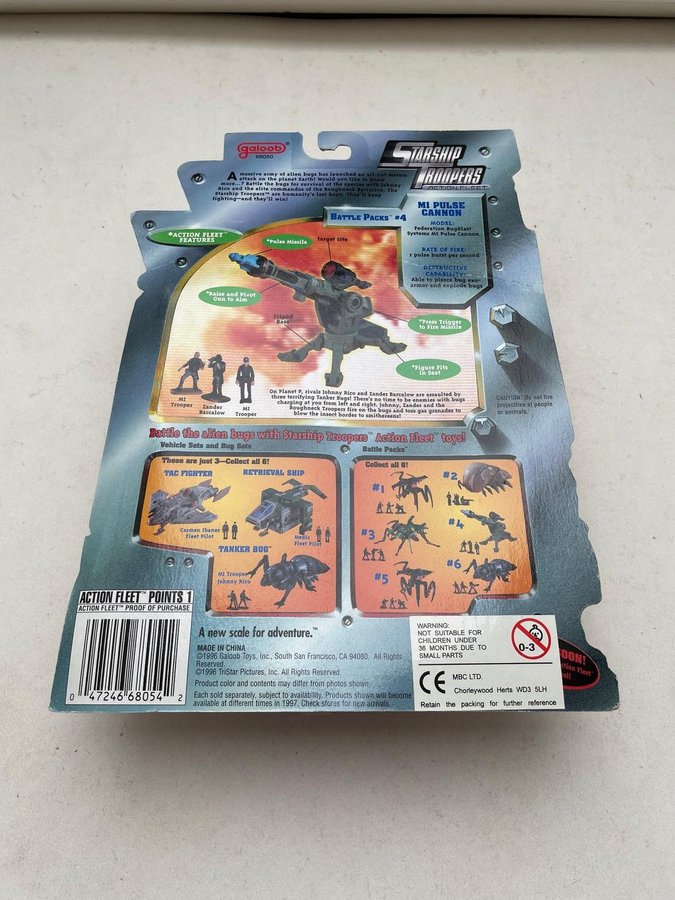 galoob®
68050
STARSHIP
TROOPERS
ACTION FLEET
A massive army of alien bugs has launched an all-out meteor
attack on the planet Earth! Would you like to know
more...? Battle the bugs for survival of the species with Johnny
Rico and the elite commandos of the Roughneck Battalion. The
Starship Troopers™ are humanity's last hope. They'll keep
fighting—and they'll win!
BATTLE PACKS™ #4
MI PULSE
CANNON
MODEL:
Federation BugBlast
Systems MI Pulse Cannon
RATE OF FIRE:
1 pulse burst per second
DESTRUCTIVE
CAPABILITY:
Able to pierce bug exo-
armor and explode bugs
*ACTION FLEET™
FEATURES
*Pulse Missile
Target Site
*Raise and Pivot
Gun to Aim
Tripod
Base
*Press Trigger
to Fire Missile
*Figure Fits
in Seat
MI
Trooper
Zander
Barcalow
MI
Trooper
On Planet P, rivals Johnny Rico and Zander Barcalow are assaulted by
three terrifying Tanker Bugs! There's no time to be enemies with bugs
charging at you from left and right. Johnny, Zander and the
Roughneck Troopers fire on the bugs and toss gas grenades to
blow the insect hordes to smithereens!
CAUTION: Do not fire
projectiles at people
or animals.
Battle the alien bugs with Starship Troopers™ Action Fleet™ toys!
Vehicle Sets and Bug Sets
Battle Packs™
These are just 3—Collect all 6!
TAC FIGHTER
RETRIEVAL SHIP
Carmen Ibanez
Fleet Pilot
Medic
Fleet Pilot
TANKER BUG™
MI Trooper
Johnny Rico
Collect all 6!
#1
#2
#3
#4
#5
#6
ACTION FLEET™ POINTS 1
ACTION FLEET™ PROOF OF PURCHASE
0 47246 68054 2
A new scale for adventure.™
MADE IN CHINA
©1996 Galoob Toys, Inc., South San Francisco, CA 94080. All Rights
Reserved.
©1996 TriStar Pictures, Inc. All Rights Reserved.
Product color and contents may differ from photos shown.
Each sold separately, subject to availability. Products shown will become
available at different times in 1997. Check stores for new arrivals.
WARNING:
NOT SUITABLE FOR
CHILDREN UNDER
36 MONTHS DUE TO
SMALL PARTS
0-3
CE
MBC LTD.
Chorleywood Herts WD3 5LH
Retain the packing for further reference
OON!
ction Fleet